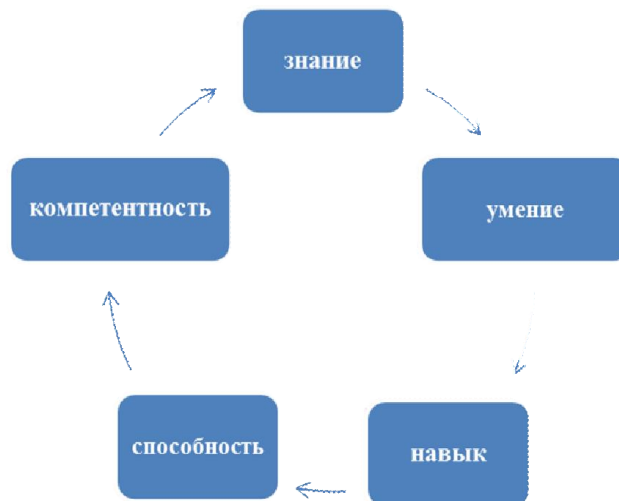 знание
умение
навык
способность
компетентность